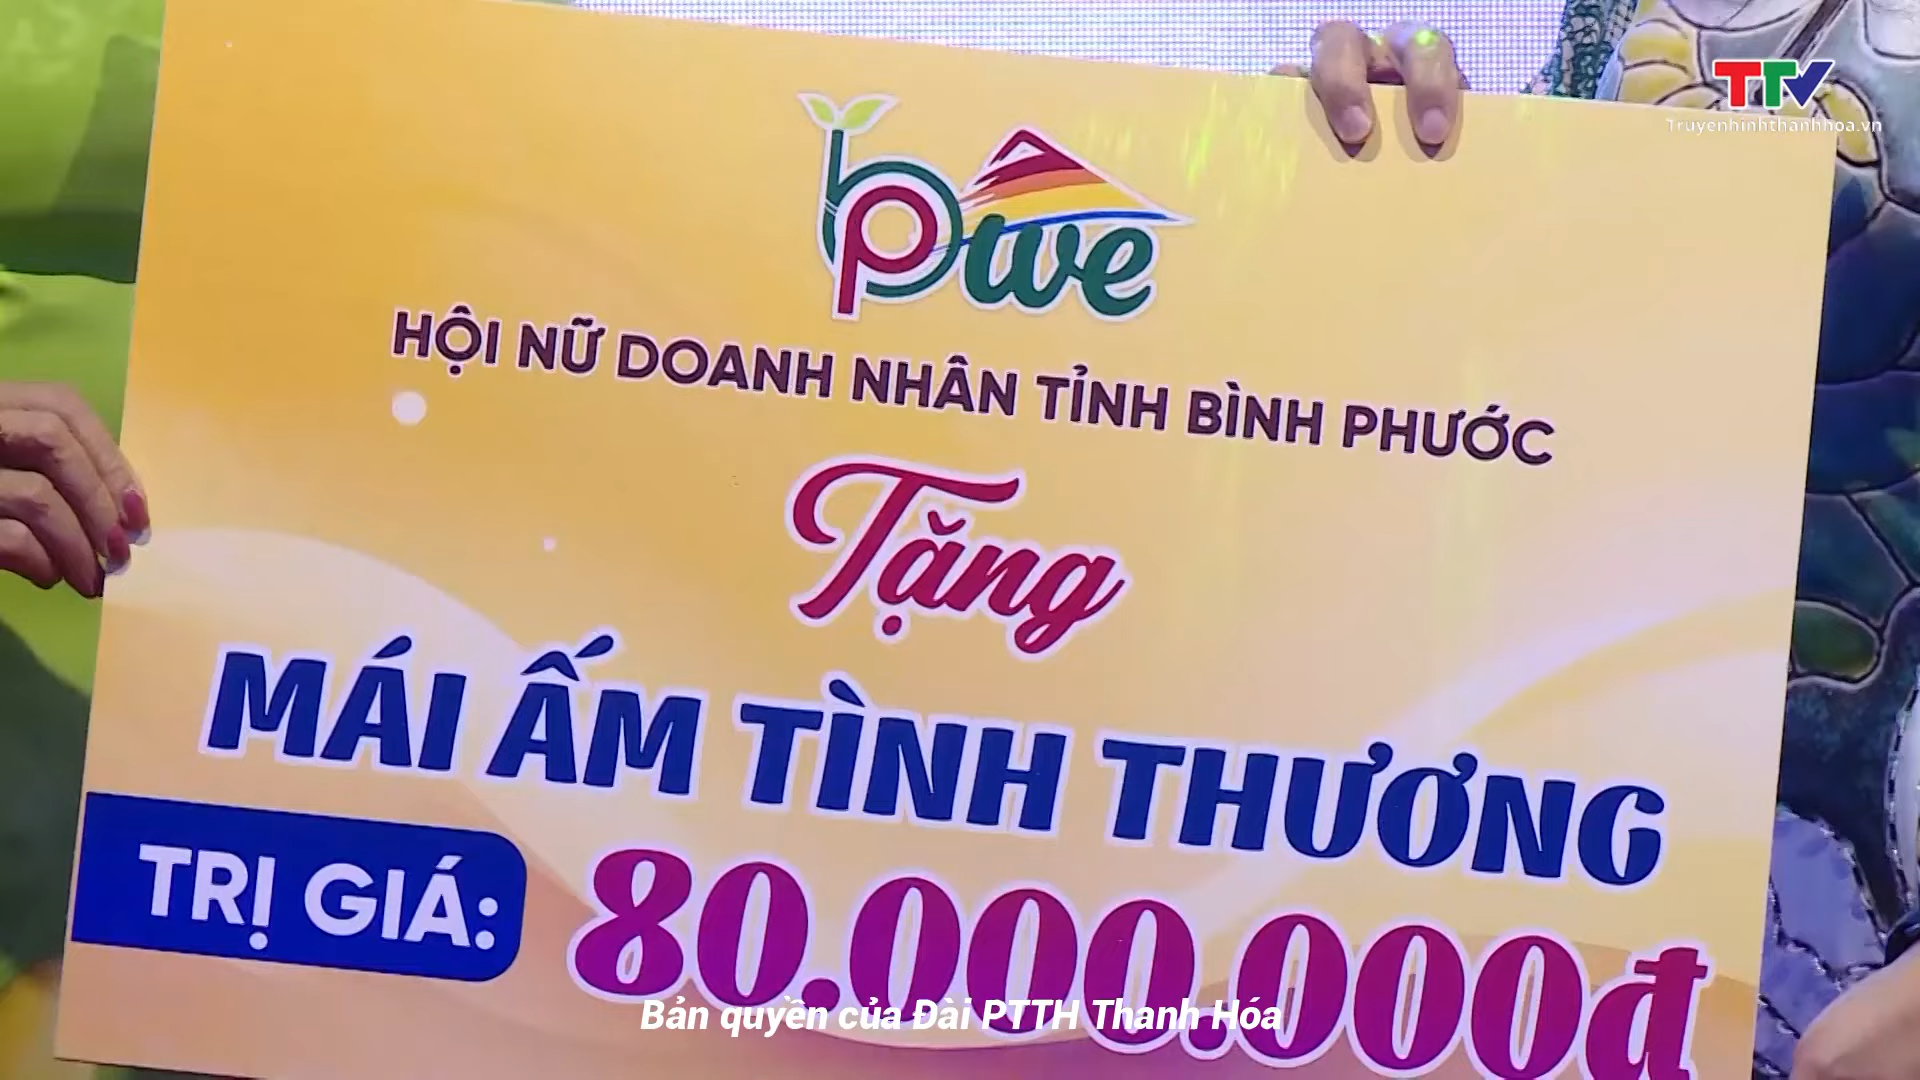 TTV
Truyenhinhthanhhoa.vn
bpwe
HỘI NỮ DOANH NHÂN TỈNH BÌNH PHƯỚC
Tặng
MÁI ẤM TÌNH THƯƠNG
TRỊ GIÁ: 80.000.000đ
Bản quyền của Đài PTTH Thanh Hóa